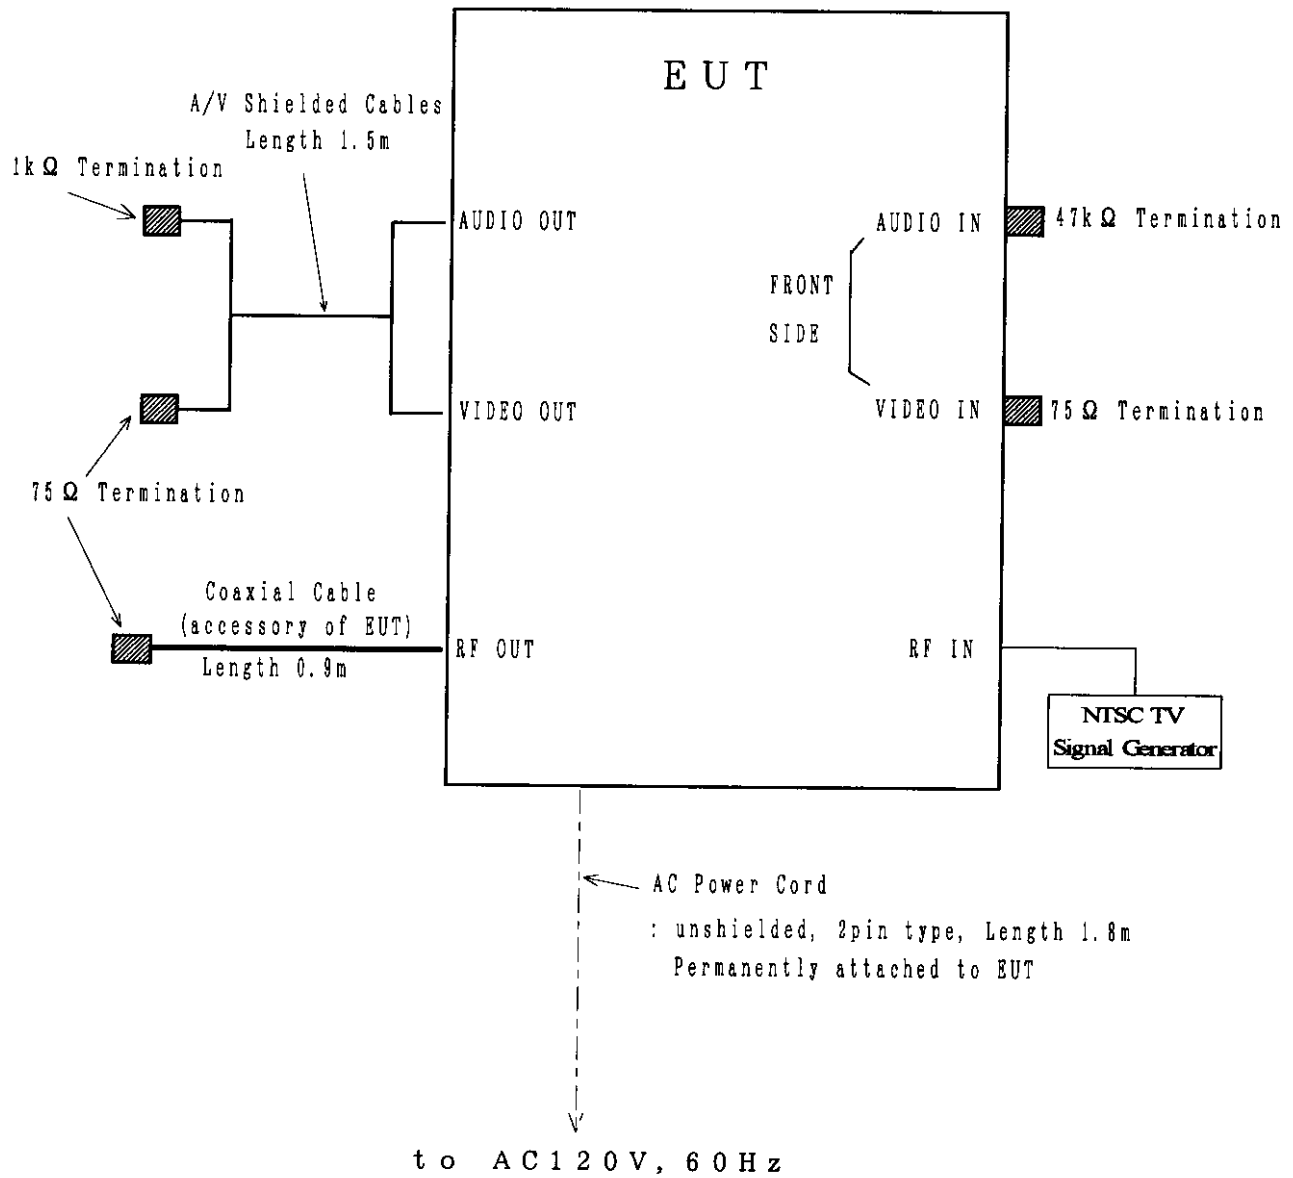 EUT
A/V Shielded Cables
Length 1.5m
1kΩ Termination
AUDIO OUT
AUDIO IN
47kΩ Termination
FRONT
SIDE
VIDEO OUT
VIDEO IN
75Ω Termination
75Ω Termination
Coaxial Cable
(accessory of EUT)
Length 0.9m
RF OUT
RF IN
NTSC TV
Signal Generator
AC Power Cord
: unshielded, 2pin type, Length 1.8m
Permanently attached to EUT
to AC120V, 60Hz